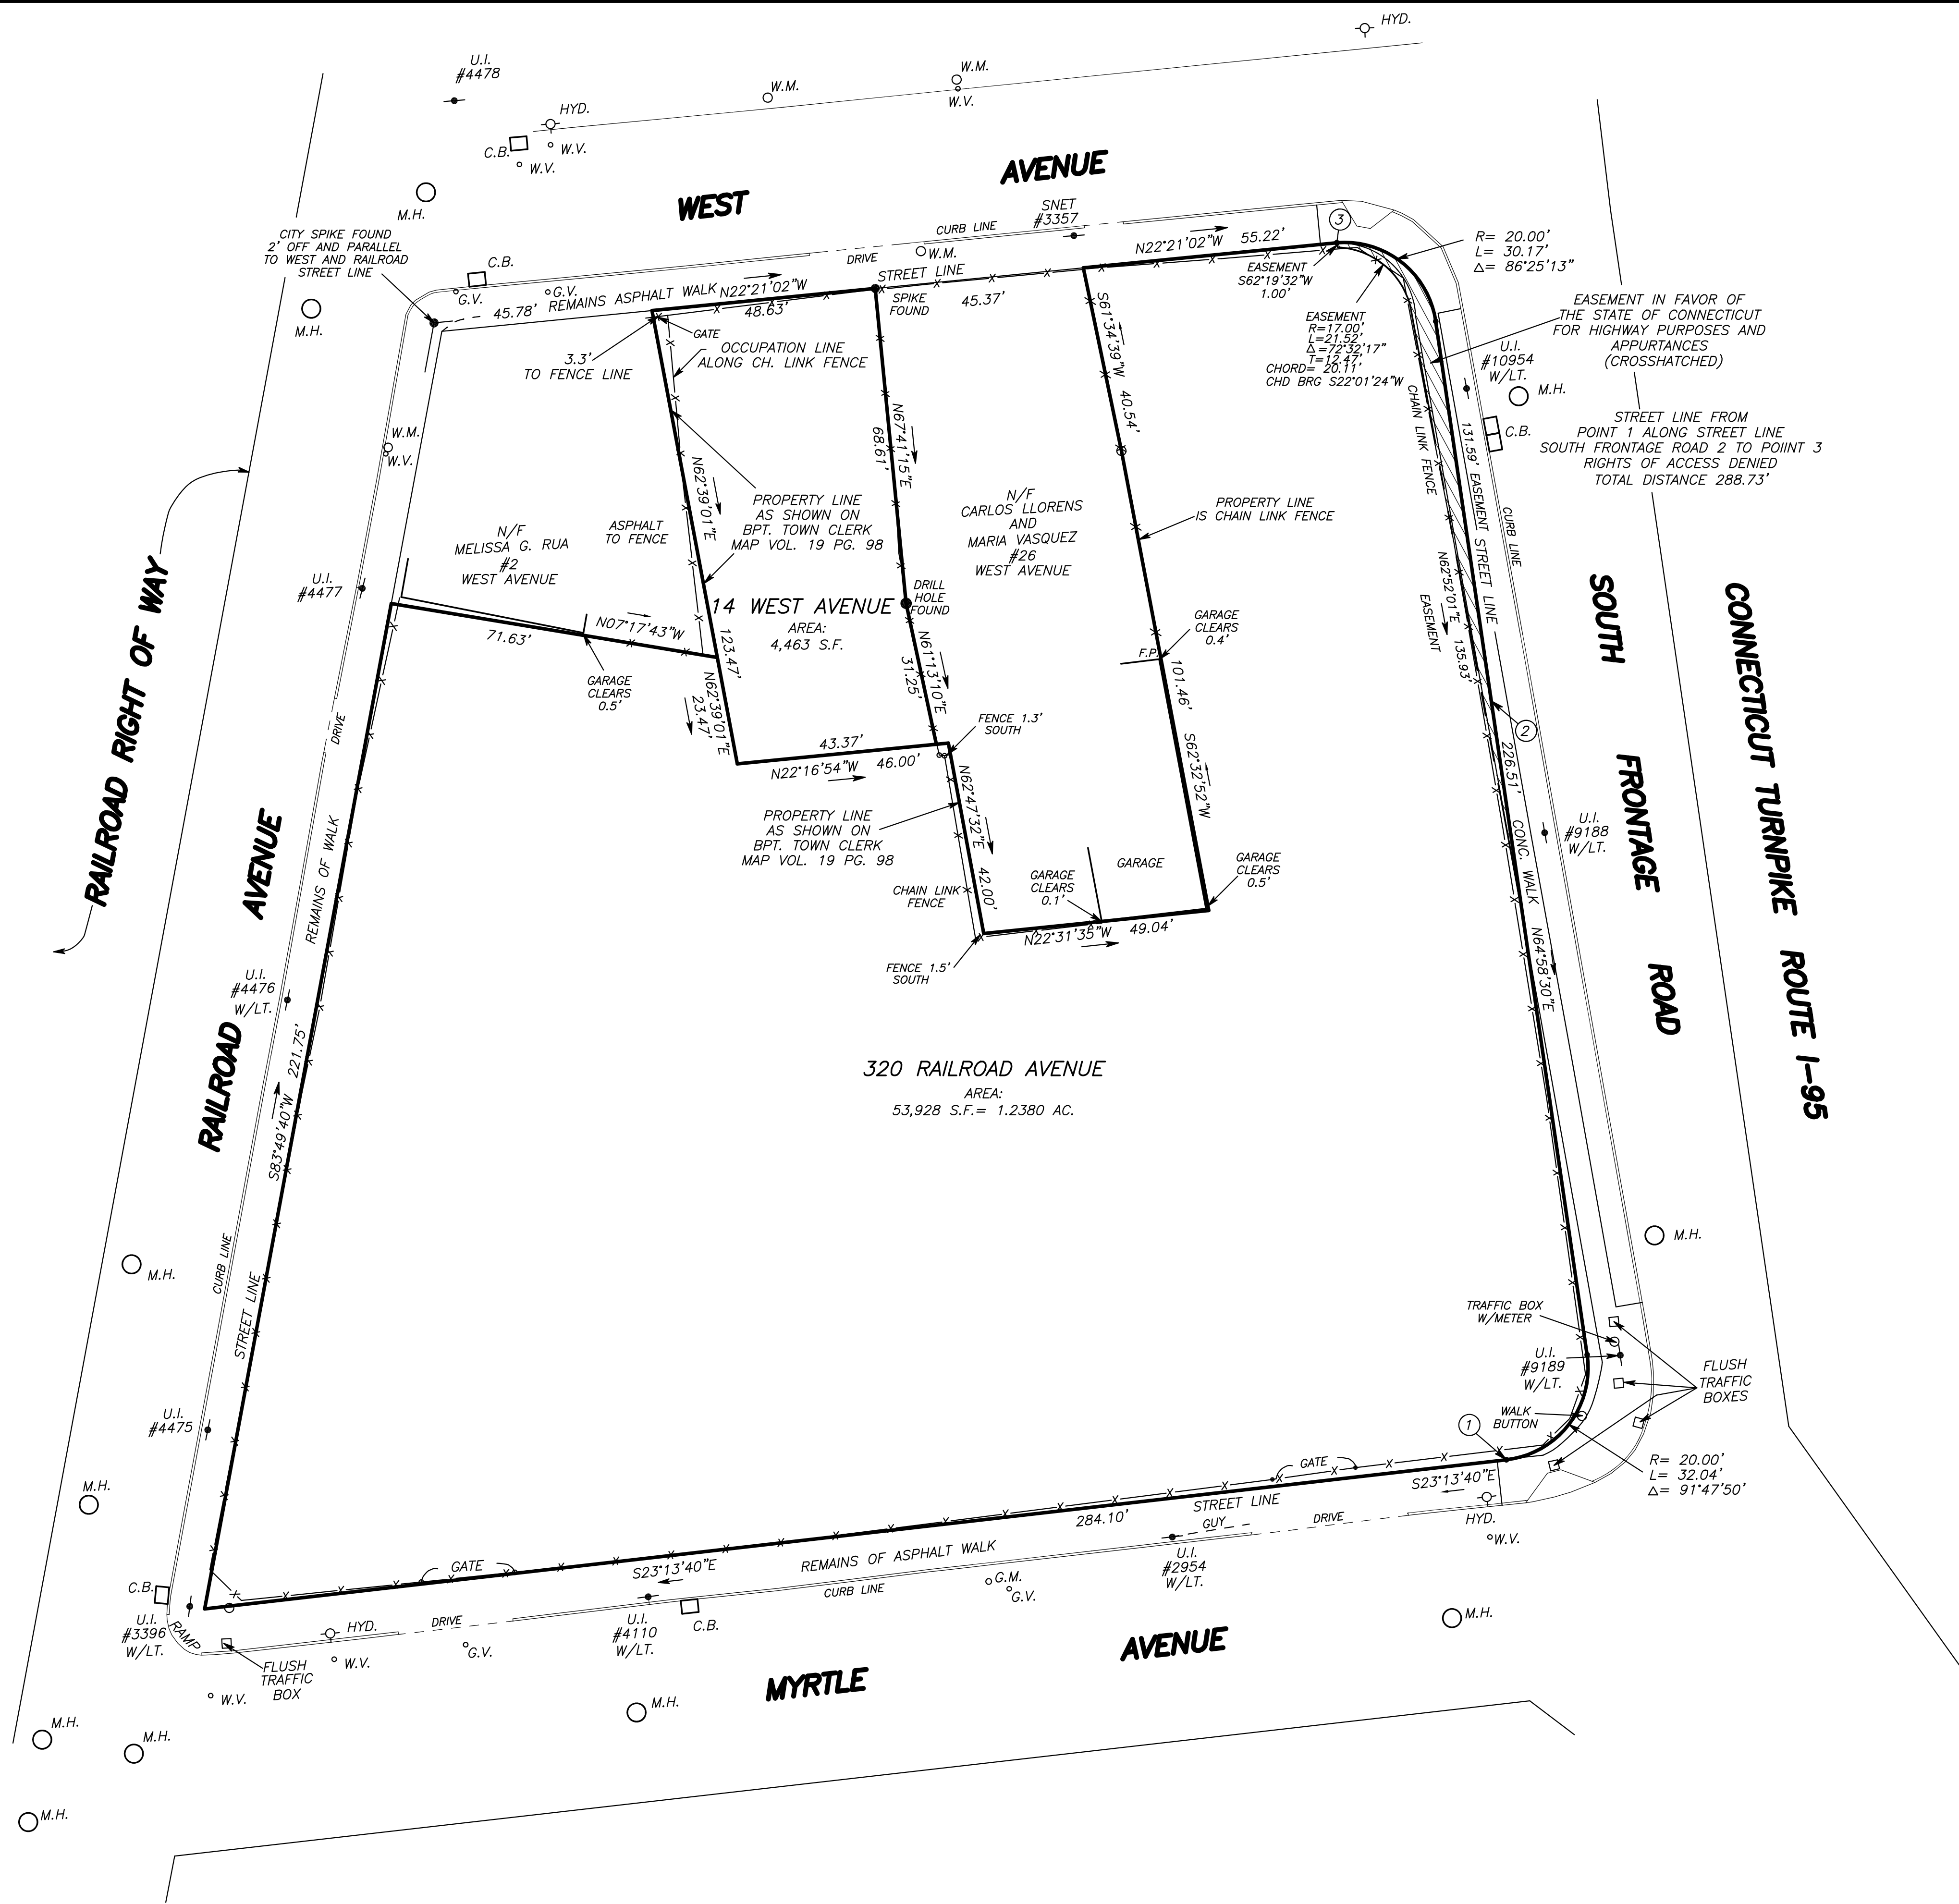 HYD.
U.I.
#4478
W.M.
W.M.
W.V.
HYD.
C.B.
W.V.
W.V.
M.H.
WEST AVENUE
CITY SPIKE FOUND
2' OFF AND PARALLEL
TO WEST AND RAILROAD
STREET LINE
C.B.
M.H.
G.V.
G.V.
45.78'
REMAINS ASPHALT WALK
N22°21'02"W
48.63'
DRIVE
CURB LINE
W.M.
STREET LINE
SNET
#3357
SPIKE
FOUND
45.37'
N22°21'02"W
55.22'
3
EASEMENT
S62°19'32"W
1.00'
R= 20.00'
L= 30.17'
△= 86°25'13"
EASEMENT
R=17.00'
L=21.52'
△=72°32'17"
T=12.47'
CHORD= 20.11'
CHD BRG S22°01'24"W
EASEMENT IN FAVOR OF
THE STATE OF CONNECTICUT
FOR HIGHWAY PURPOSES AND
APPURTANCES
(CROSSHATCHED)
U.I.
#10954
W/LT.
M.H.
C.B.
STREET LINE FROM
POINT 1 ALONG STREET LINE
SOUTH FRONTAGE ROAD 2 TO POIINT 3
RIGHTS OF ACCESS DENIED
TOTAL DISTANCE 288.73'
3.3'
TO FENCE LINE
GATE
OCCUPATION LINE
ALONG CH. LINK FENCE
S61°34'39"W
40.54'
CHAIN LINK FENCE
131.59'
EASEMENT STREET LINE
CURB LINE
W.M.
W.V.
N62°39'01"E
N67°41'15"E
68.61'
PROPERTY LINE
AS SHOWN ON
BPT. TOWN CLERK
MAP VOL. 19 PG. 98
ASPHALT
TO FENCE
N/F
MELISSA G. RUA
#2
WEST AVENUE
N/F
CARLOS LLORENS
AND
MARIA VASQUEZ
#26
WEST AVENUE
PROPERTY LINE
IS CHAIN LINK FENCE
N62°52'01"E
EASEMENT
135.93'
U.I.
#4477
14 WEST AVENUE
AREA:
4,463 S.F.
DRILL
HOLE
FOUND
GARAGE
CLEARS
0.4'
F.P.
71.63'
N07°17'43"W
123.47'
GARAGE
CLEARS
0.5'
N62°39'01"E
23.47'
N61°13'10"E
31.25'
101.46'
S62°32'52"W
FENCE 1.3'
SOUTH
43.37'
N22°16'54"W
46.00'
2
226.51'
RAILROAD RIGHT OF WAY
RAILROAD AVENUE
DRIVE
REMAINS OF WALK
SOUTH FRONTAGE ROAD
CONNECTICUT TURNPIKE ROUTE I-95
U.I.
#9188
W/LT.
CONC. WALK
N64°58'30"E
PROPERTY LINE
AS SHOWN ON
BPT. TOWN CLERK
MAP VOL. 19 PG. 98
N62°47'32"E
42.00'
CHAIN LINK
FENCE
GARAGE
CLEARS
0.1'
GARAGE
GARAGE
CLEARS
0.5'
N22°31'35"W
49.04'
FENCE 1.5'
SOUTH
U.I.
#4476
W/LT.
221.75'
S83°49'40"W
320 RAILROAD AVENUE
AREA:
53,928 S.F.= 1.2380 AC.
M.H.
CURB LINE
STREET LINE
M.H.
TRAFFIC BOX
W/METER
U.I.
#9189
W/LT.
FLUSH
TRAFFIC
BOXES
WALK
BUTTON
1
R= 20.00'
L= 32.04'
△= 91°47'50"
U.I.
#4475
M.H.
GATE
S23°13'40"E
STREET LINE
284.10'
GUY
DRIVE
HYD.
W.V.
GATE
S23°13'40"E
REMAINS OF ASPHALT WALK
CURB LINE
U.I.
#2954
W/LT.
G.M.
G.V.
C.B.
U.I.
#3396
W/LT.
RAMP
HYD.
DRIVE
U.I.
#4110
W/LT.
C.B.
M.H.
FLUSH
TRAFFIC
BOX
W.V.
G.V.
W.V.
MYRTLE AVENUE
M.H.
M.H.
M.H.
M.H.